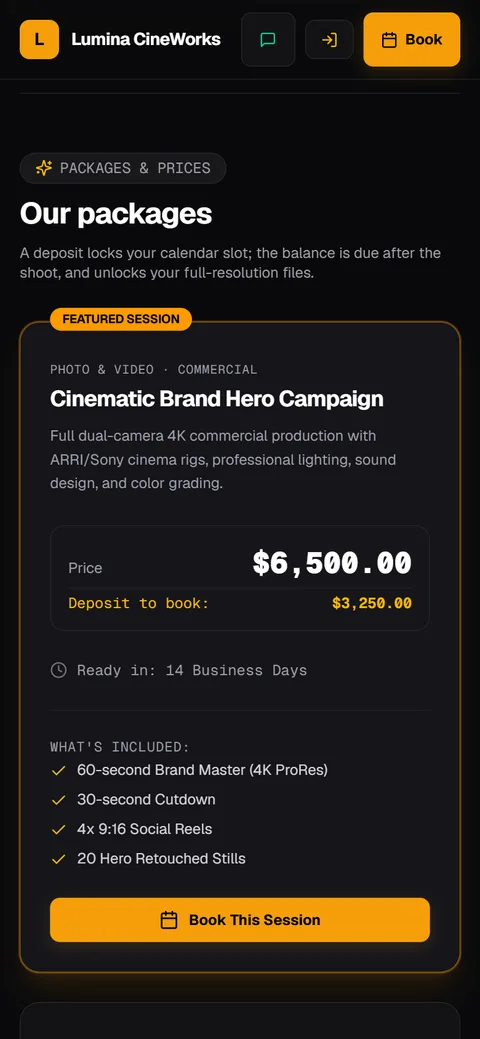 L
Lumina CineWorks
Book
PACKAGES & PRICES
Our packages
A deposit locks your calendar slot; the balance is due after the
shoot, and unlocks your full-resolution files.
FEATURED SESSION
PHOTO & VIDEO · COMMERCIAL
Cinematic Brand Hero Campaign
Full dual-camera 4K commercial production with
ARRI/Sony cinema rigs, professional lighting, sound
design, and color grading.
Price $6,500.00
Deposit to book: $3,250.00
Ready in: 14 Business Days
WHAT'S INCLUDED:
60-second Brand Master (4K ProRes)
30-second Cutdown
4x 9:16 Social Reels
20 Hero Retouched Stills
Book This Session